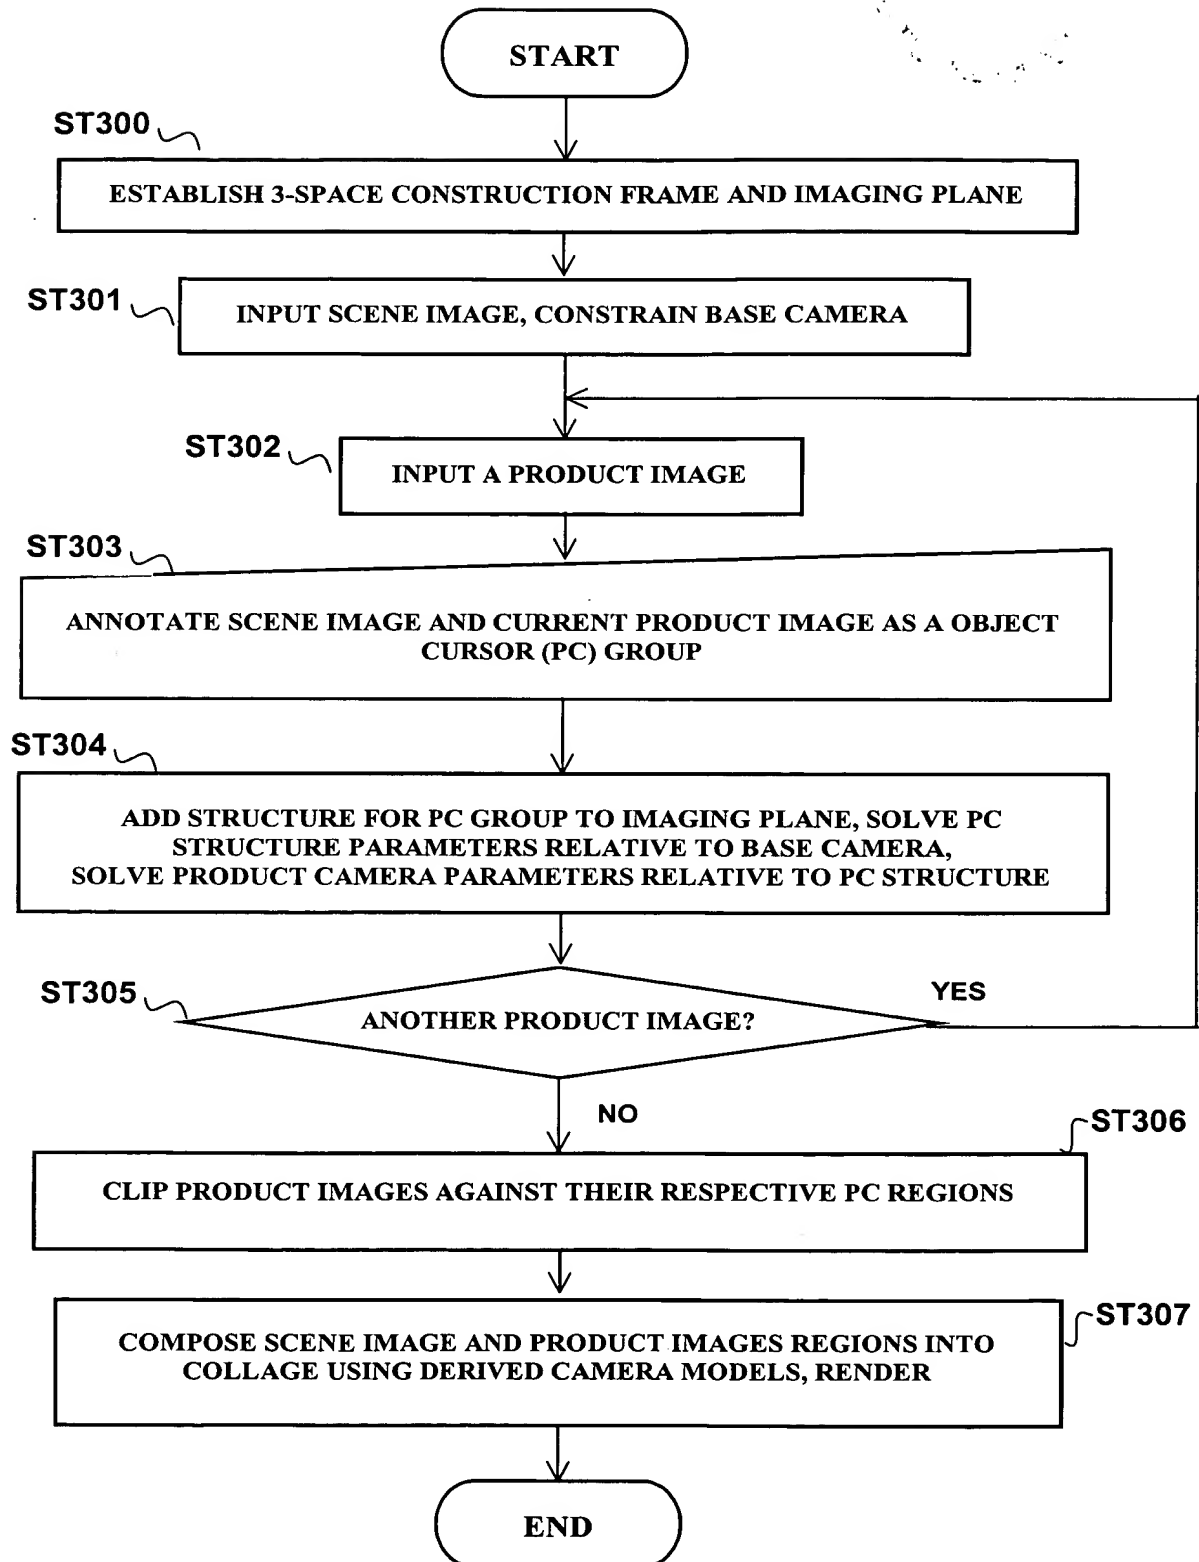 START
ST300
ESTABLISH 3-SPACE CONSTRUCTION FRAME AND IMAGING PLANE
ST301
INPUT SCENE IMAGE, CONSTRAIN BASE CAMERA
ST302
INPUT A PRODUCT IMAGE
ST303
ANNOTATE SCENE IMAGE AND CURRENT PRODUCT IMAGE AS A OBJECT
CURSOR (PC) GROUP
ST304
ADD STRUCTURE FOR PC GROUP TO IMAGING PLANE, SOLVE PC
STRUCTURE PARAMETERS RELATIVE TO BASE CAMERA,
SOLVE PRODUCT CAMERA PARAMETERS RELATIVE TO PC STRUCTURE
ST305
ANOTHER PRODUCT IMAGE?
YES
NO
ST306
CLIP PRODUCT IMAGES AGAINST THEIR RESPECTIVE PC REGIONS
ST307
COMPOSE SCENE IMAGE AND PRODUCT IMAGES REGIONS INTO
COLLAGE USING DERIVED CAMERA MODELS, RENDER
END